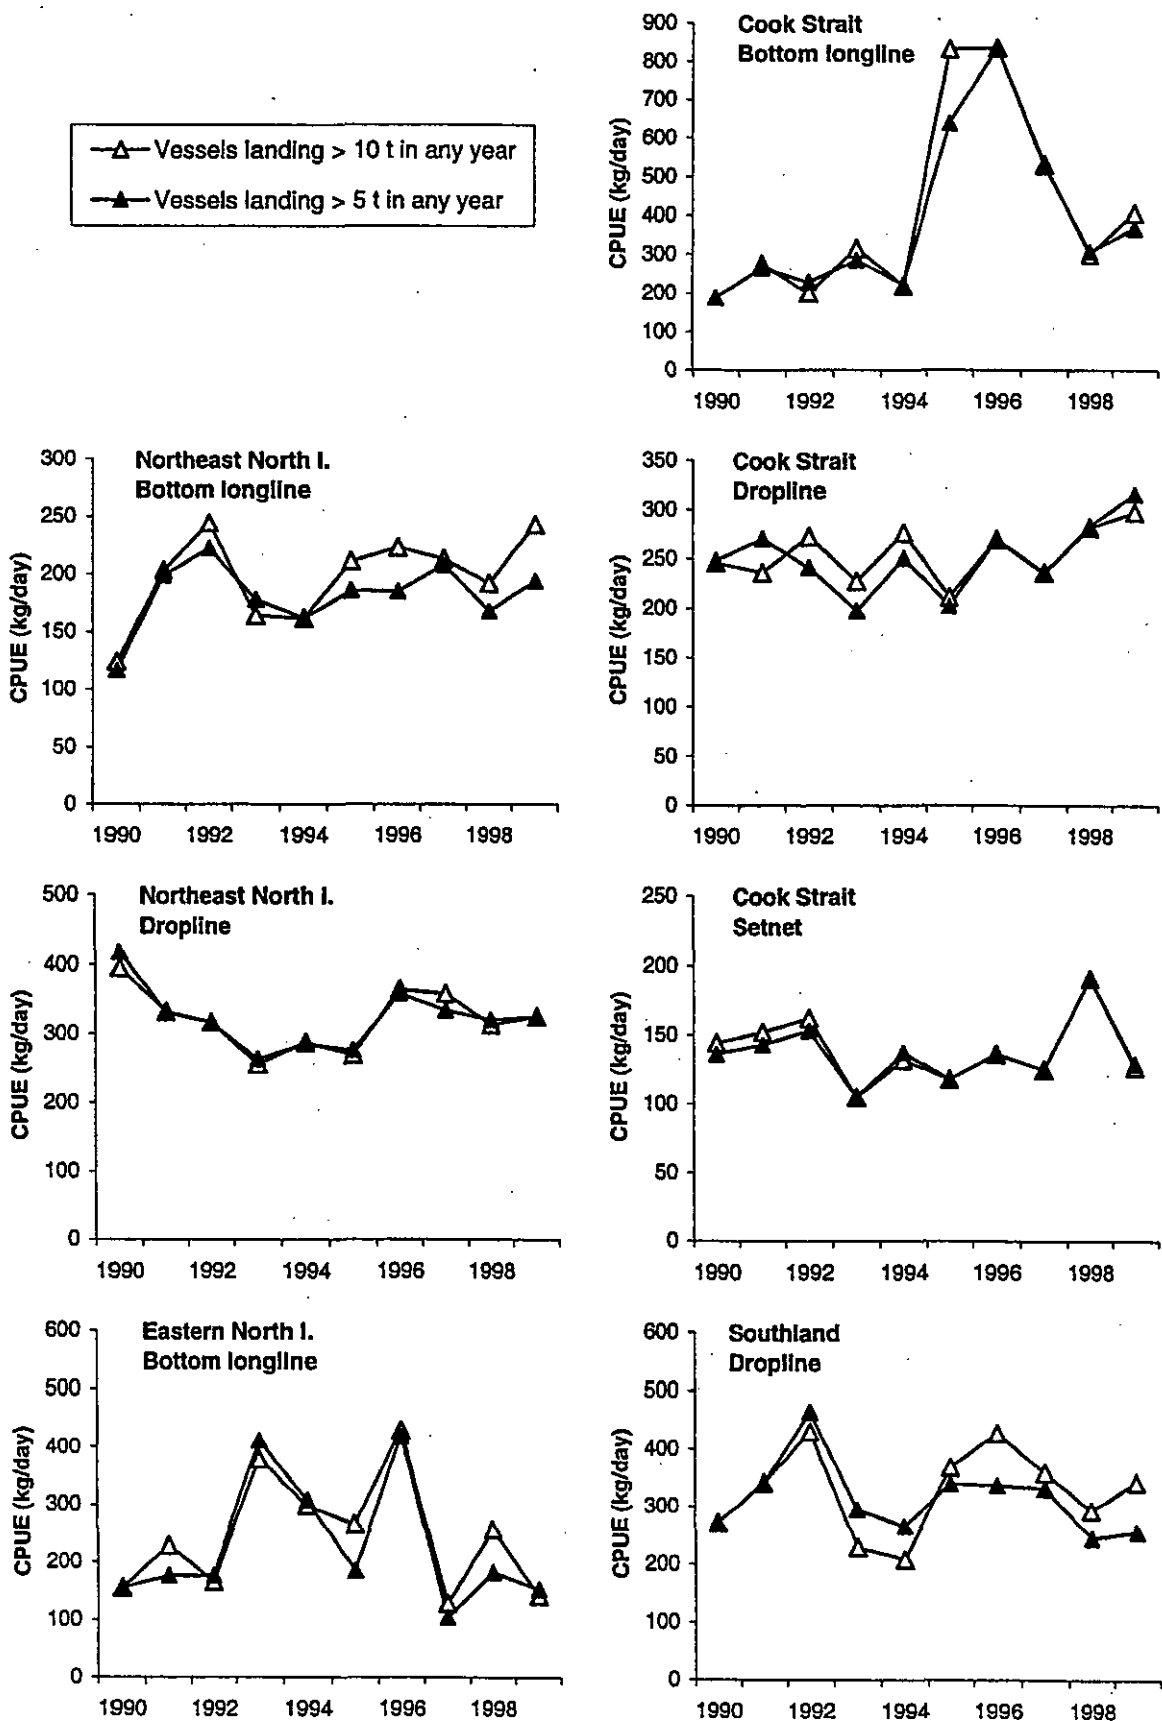 Vessels landing > 10 t in any year
Vessels landing > 5 t in any year
Cook Strait
Bottom longline
CPUE (kg/day)
900
800
700
600
500
400
300
200
100
0
1990 1992 1994 1996 1998
Northeast North I.
Bottom longline
CPUE (kg/day)
300
250
200
150
100
50
0
1990 1992 1994 1996 1998
Cook Strait
Dropline
CPUE (kg/day)
350
300
250
200
150
100
50
0
1990 1992 1994 1996 1998
Northeast North I.
Dropline
CPUE (kg/day)
500
400
300
200
100
0
1990 1992 1994 1996 1998
Cook Strait
Setnet
CPUE (kg/day)
250
200
150
100
50
0
1990 1992 1994 1996 1998
Eastern North I.
Bottom longline
CPUE (kg/day)
600
500
400
300
200
100
0
1990 1992 1994 1996 1998
Southland
Dropline
CPUE (kg/day)
600
500
400
300
200
100
0
1990 1992 1994 1996 1998